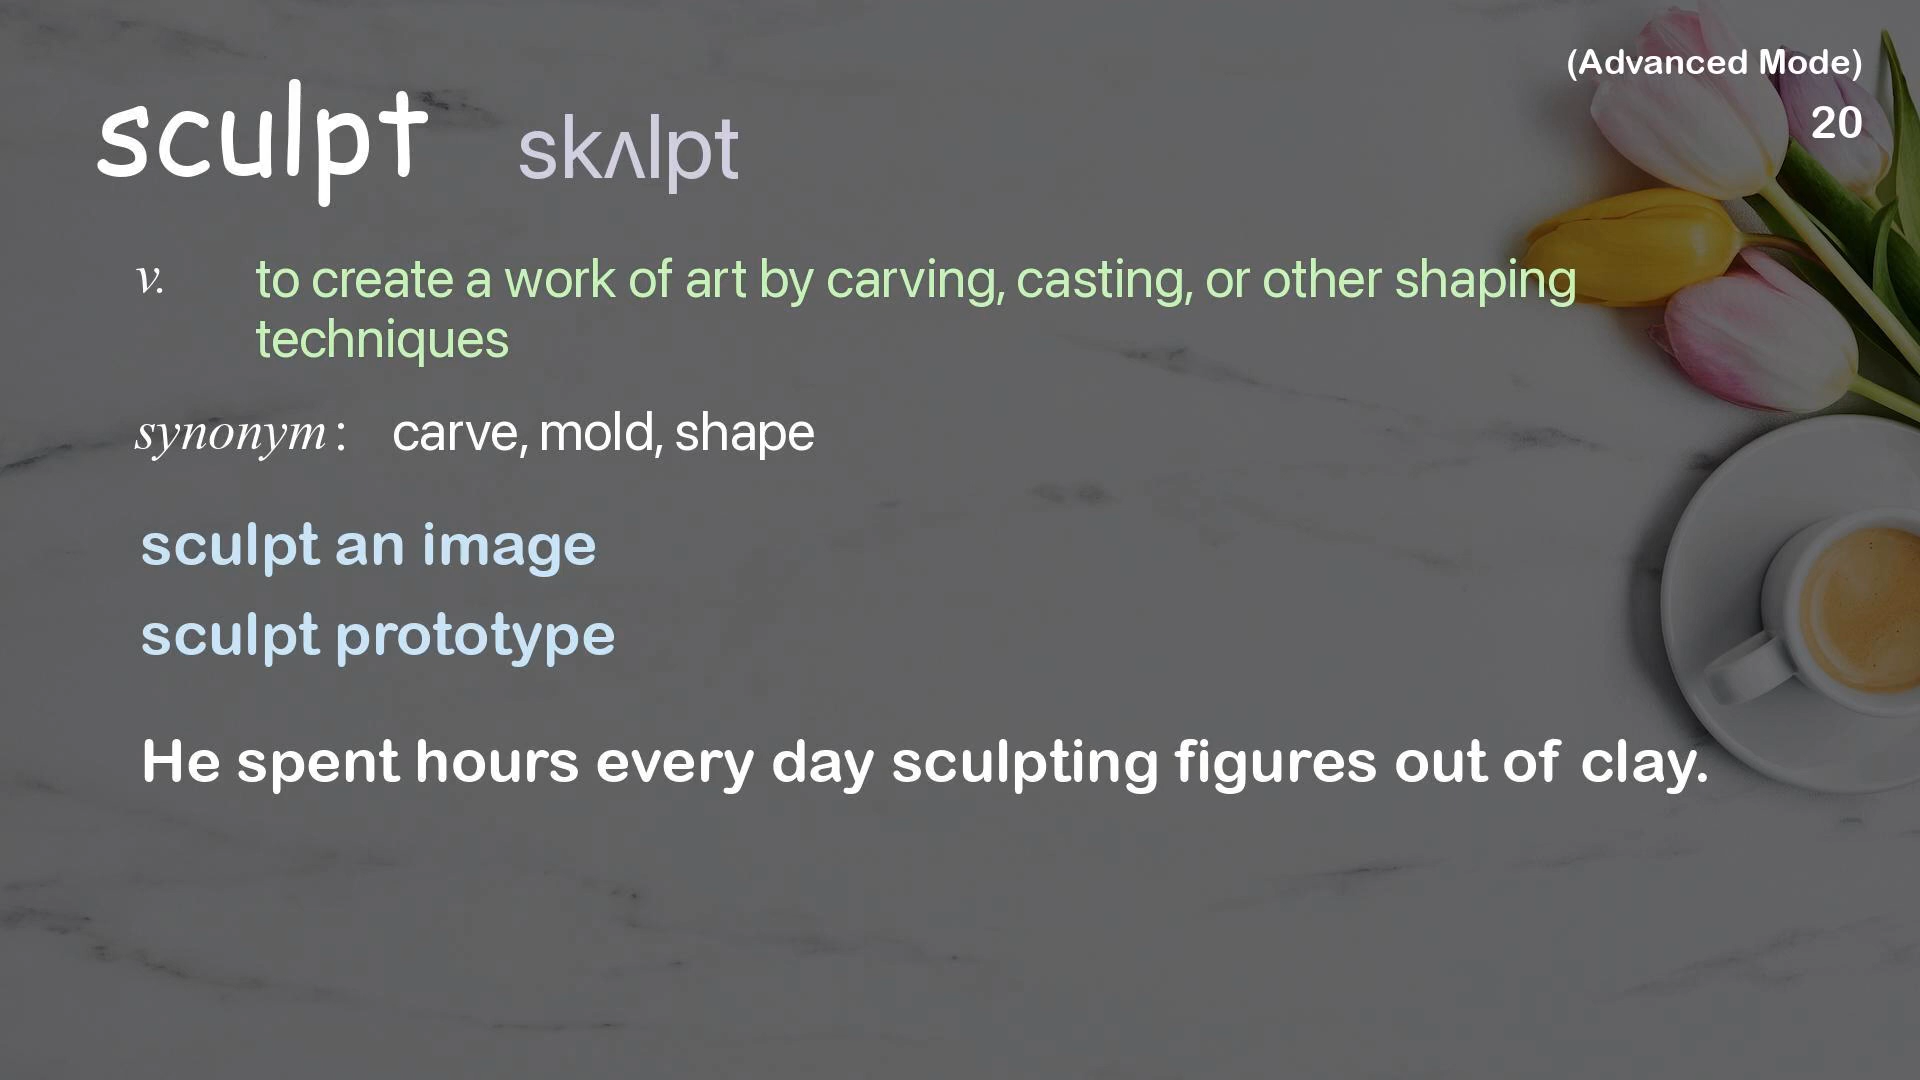 (Advanced Mode)
20
sculpt skʌlpt
v. to create a work of art by carving, casting, or other shaping
techniques
synonym : carve, mold, shape
sculpt an image
sculpt prototype
He spent hours every day sculpting figures out of clay.